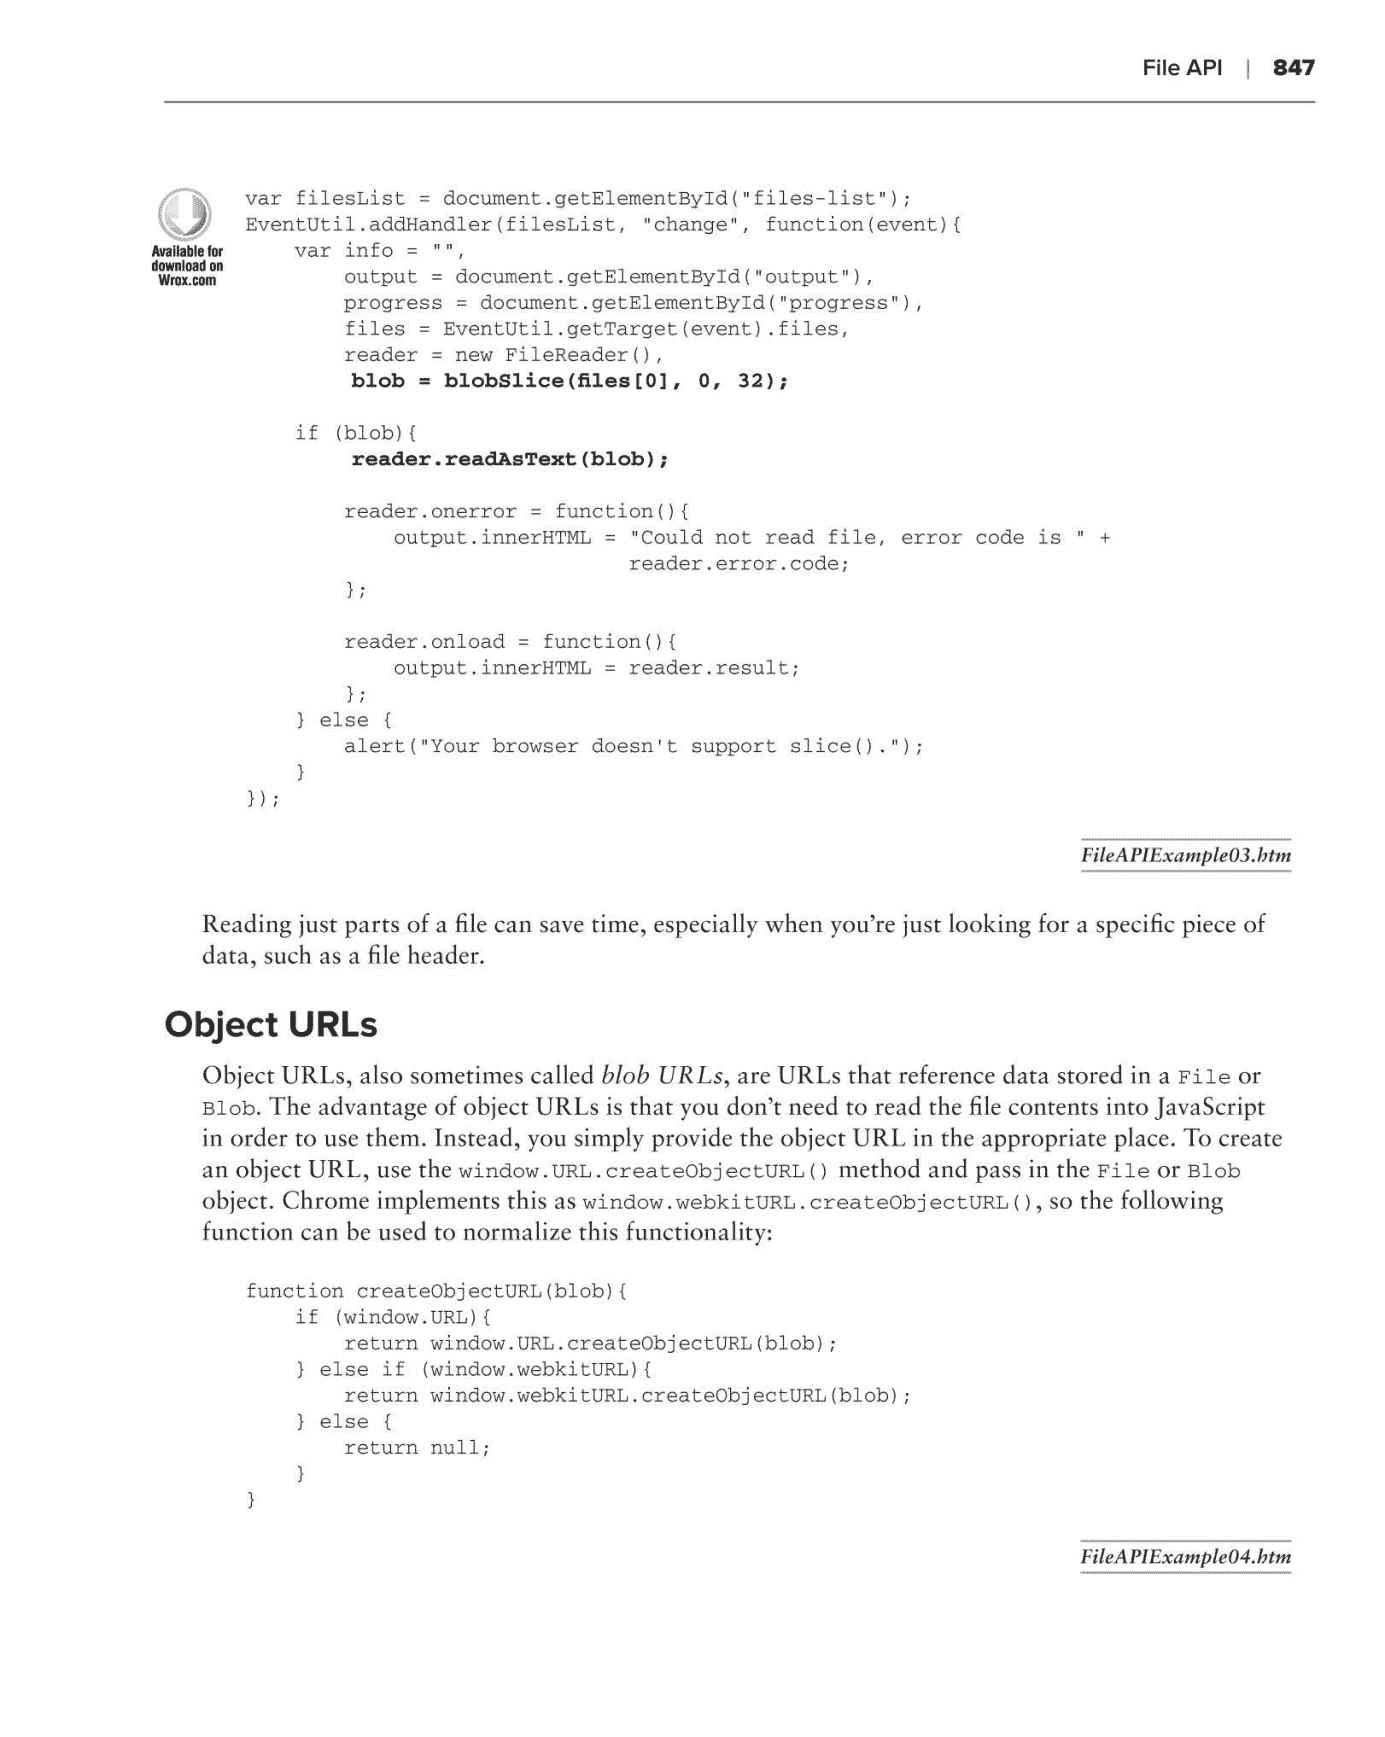 File API | 847
var filesList = document.getElementById("files-list");
EventUtil.addHandler(filesList, "change", function(event){
Available for
download on
Wrox.com
    var info = "",
        output = document.getElementById("output"),
        progress = document.getElementById("progress"),
        files = EventUtil.getTarget(event).files,
        reader = new FileReader(),
        blob = blobSlice(files[0], 0, 32);
    if (blob){
        reader.readAsText(blob);
        reader.onerror = function(){
            output.innerHTML = "Could not read file, error code is " +
                               reader.error.code;
        };
        reader.onload = function(){
            output.innerHTML = reader.result;
        };
    } else {
        alert("Your browser doesn't support slice().");
    }
});
FileAPIExample03.htm
Reading just parts of a file can save time, especially when you’re just looking for a specific piece of
data, such as a file header.
Object URLs
Object URLs, also sometimes called blob URLs, are URLs that reference data stored in a File or
Blob. The advantage of object URLs is that you don’t need to read the file contents into JavaScript
in order to use them. Instead, you simply provide the object URL in the appropriate place. To create
an object URL, use the window.URL.createObjectURL() method and pass in the File or Blob
object. Chrome implements this as window.webkitURL.createObjectURL(), so the following
function can be used to normalize this functionality:
function createObjectURL(blob){
    if (window.URL){
        return window.URL.createObjectURL(blob);
    } else if (window.webkitURL){
        return window.webkitURL.createObjectURL(blob);
    } else {
        return null;
    }
}
FileAPIExample04.htm